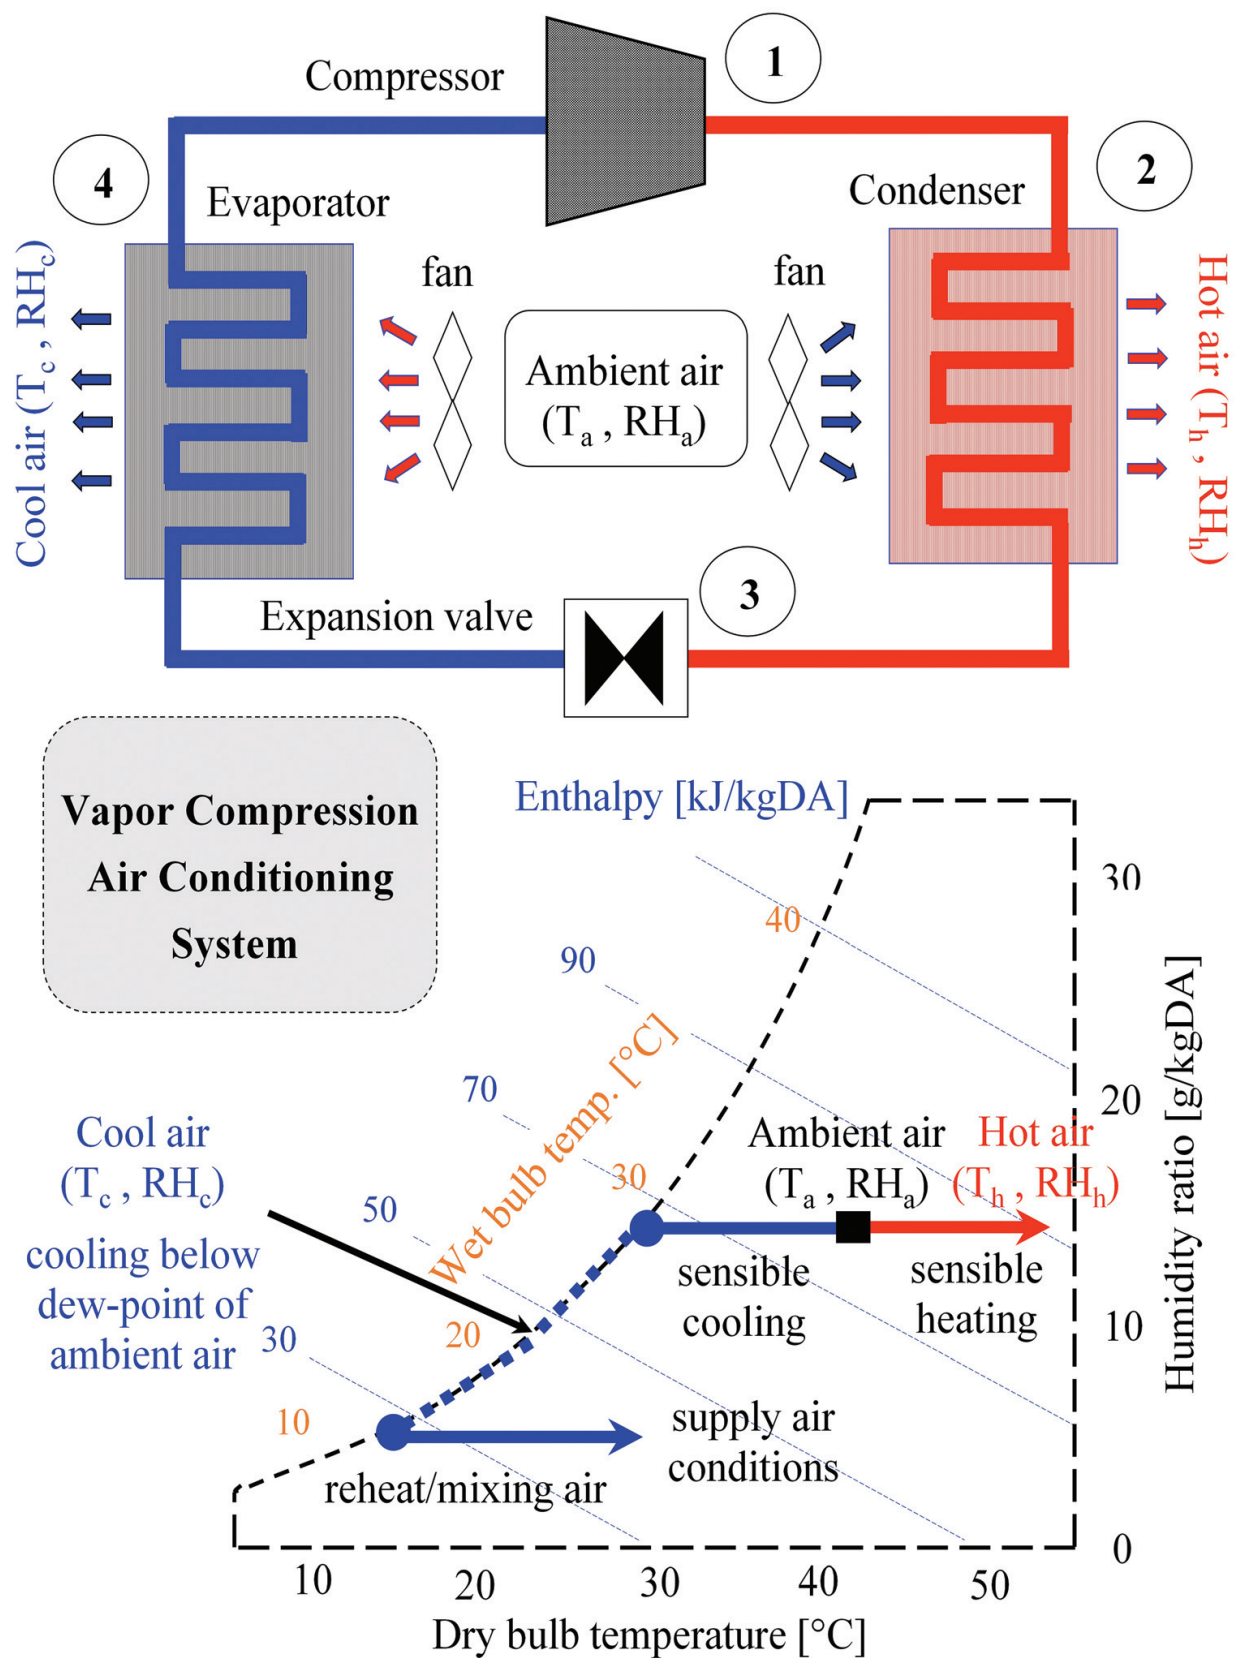 1
Compressor
4
2
Evaporator
Condenser
fan
fan
Cool air (Tc , RHc)
Ambient air
(Ta , RHa)
Hot air (Th , RHh)
Expansion valve
3
Vapor Compression
Air Conditioning
System
Enthalpy [kJ/kgDA]
30
40
90
Wet bulb temp. [°C]
70
20
Humidity ratio [g/kgDA]
Cool air
(Tc , RHc)
cooling below
dew-point of
ambient air
Ambient air
(Ta , RHa)
Hot air
(Th , RHh)
30
50
sensible
cooling
sensible
heating
10
20
30
10
supply air
conditions
reheat/mixing air
0
10
20
30
40
50
Dry bulb temperature [°C]